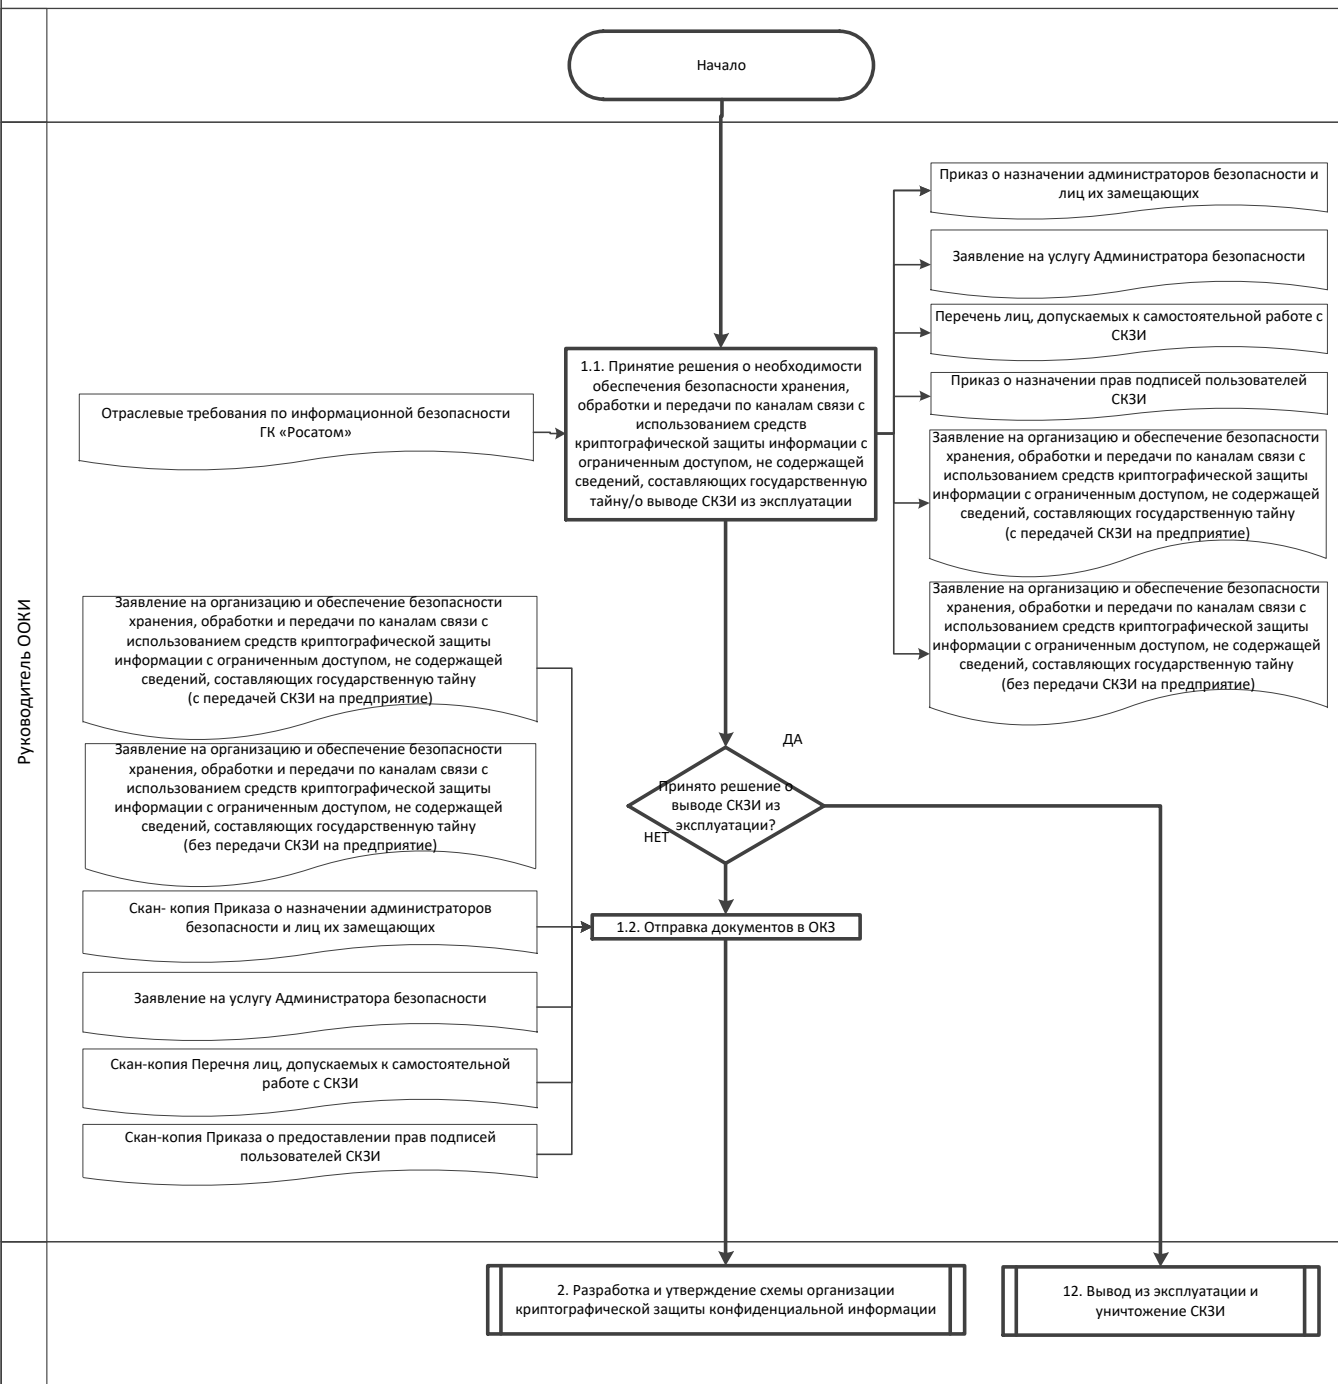 Начало
Приказ о назначении администраторов безопасности и
лиц их замещающих
Заявление на услугу Администратора безопасности
Перечень лиц, допускаемых к самостоятельной работе с
СКЗИ
Приказ о назначении прав подписей пользователей
СКЗИ
Заявление на организацию и обеспечение безопасности
хранения, обработки и передачи по каналам связи с
использованием средств криптографической защиты
информации с ограниченным доступом, не содержащей
сведений, составляющих государственную тайну
(с передачей СКЗИ на предприятие)
Заявление на организацию и обеспечение безопасности
хранения, обработки и передачи по каналам связи с
использованием средств криптографической защиты
информации с ограниченным доступом, не содержащей
сведений, составляющих государственную тайну
(без передачи СКЗИ на предприятие)
1.1. Принятие решения о необходимости
обеспечения безопасности хранения,
обработки и передачи по каналам связи с
использованием средств
криптографической защиты информации с
ограниченным доступом, не содержащей
сведений, составляющих государственную
тайну/о выводе СКЗИ из эксплуатации
Отраслевые требования по информационной безопасности
ГК «Росатом»
Руководитель ООКИ
Заявление на организацию и обеспечение безопасности
хранения, обработки и передачи по каналам связи с
использованием средств криптографической защиты
информации с ограниченным доступом, не содержащей
сведений, составляющих государственную тайну
(с передачей СКЗИ на предприятие)
Заявление на организацию и обеспечение безопасности
хранения, обработки и передачи по каналам связи с
использованием средств криптографической защиты
информации с ограниченным доступом, не содержащей
сведений, составляющих государственную тайну
(без передачи СКЗИ на предприятие)
Скан- копия Приказа о назначении администраторов
безопасности и лиц их замещающих
Заявление на услугу Администратора безопасности
Скан-копия Перечня лиц, допускаемых к самостоятельной
работе с СКЗИ
Скан-копия Приказа о предоставлении прав подписей
пользователей СКЗИ
ДА
Принято решение о
выводе СКЗИ из
эксплуатации?
НЕТ
1.2. Отправка документов в ОКЗ
2. Разработка и утверждение схемы организации
криптографической защиты конфиденциальной информации
12. Вывод из эксплуатации и
уничтожение СКЗИ